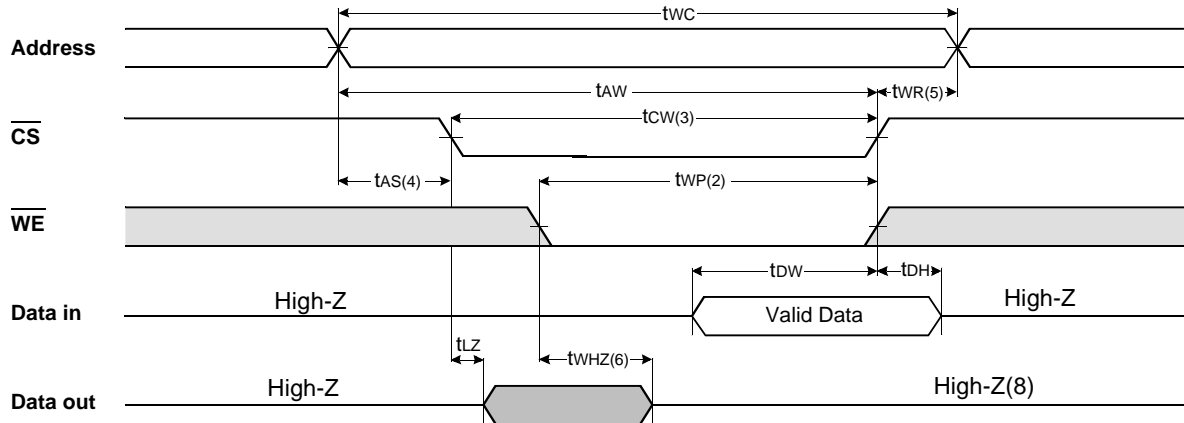 tWC
Address
tAW
tWR(5)
tCW(3)
CS
tAS(4)
tWP(2)
WE
tDW
tDH
High-Z
High-Z
Data in
Valid Data
tLZ
tWHZ(6)
High-Z
High-Z(8)
Data out